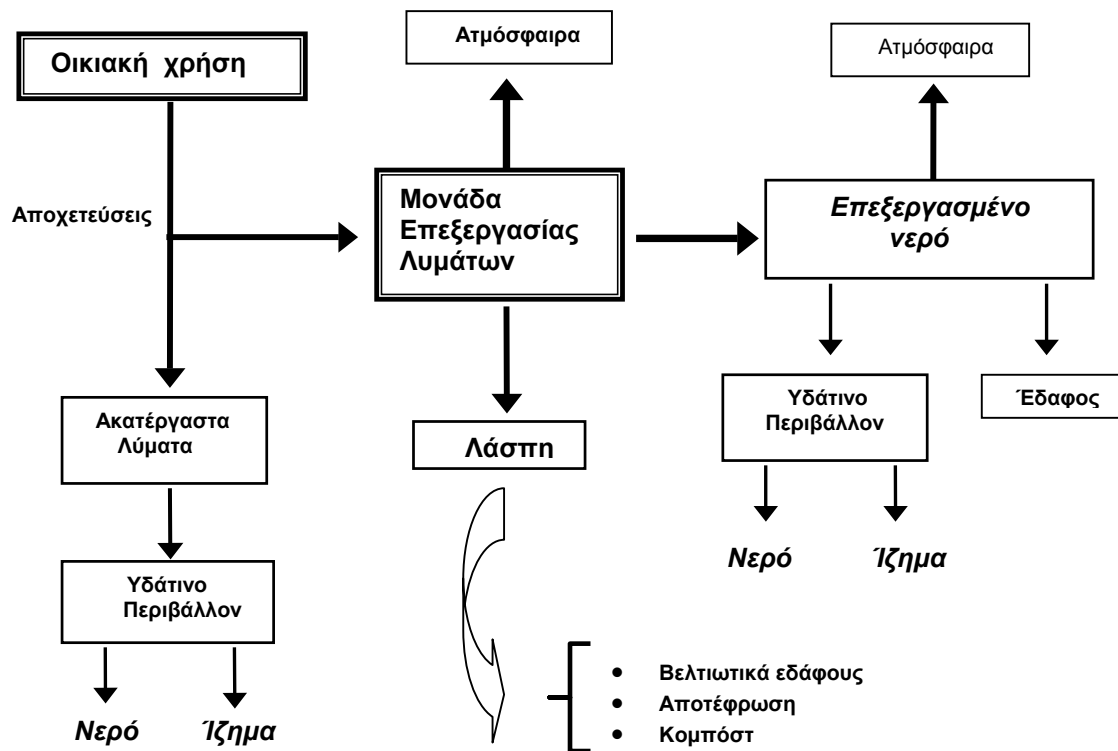 Οικιακή χρήση
Ατμόσφαιρα
Ατμόσφαιρα
Αποχετεύσεις
Μονάδα
Επεξεργασίας
Λυμάτων
Επεξεργασμένο
νερό
Ακατέργαστα
Λύματα
Λάσπη
Υδάτινο
Περιβάλλον
Έδαφος
Υδάτινο
Περιβάλλον
Νερό
Ίζημα
Νερό
Ίζημα
• Βελτιωτικά εδάφους
• Αποτέφρωση
• Κομπόστ